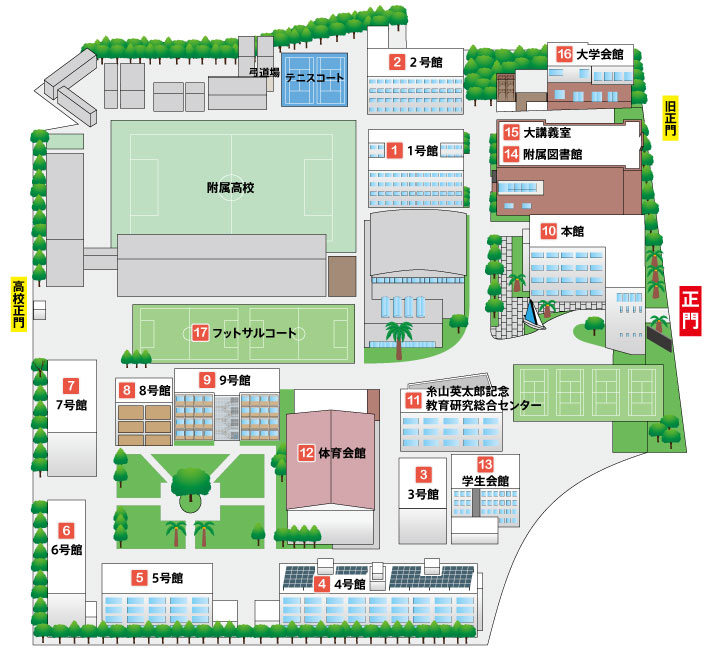 16 大学会館
2 2号館
弓道場
テニスコート
旧正門
15 大講義室
14 附属図書館
1 1号館
附属高校
10 本館
高校正門
正門
17 フットサルコート
7
7号館
8 8号館
9 9号館
11 糸山英太郎記念
教育研究総合センター
12 体育会館
3
3号館
13
学生会館
6
6号館
5 5号館
4 4号館